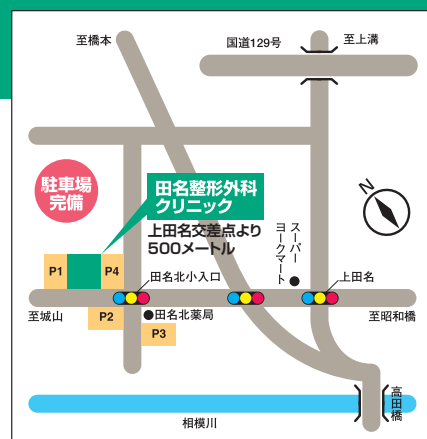 至橋本
国道129号
至上溝
駐車場
完備
田名整形外科
クリニック
上田名交差点より
500メートル
N
スーパー
ヨークマート
P1
P4
田名北小入口
上田名
至城山
P2
田名北薬局
P3
至昭和橋
高田橋
相模川